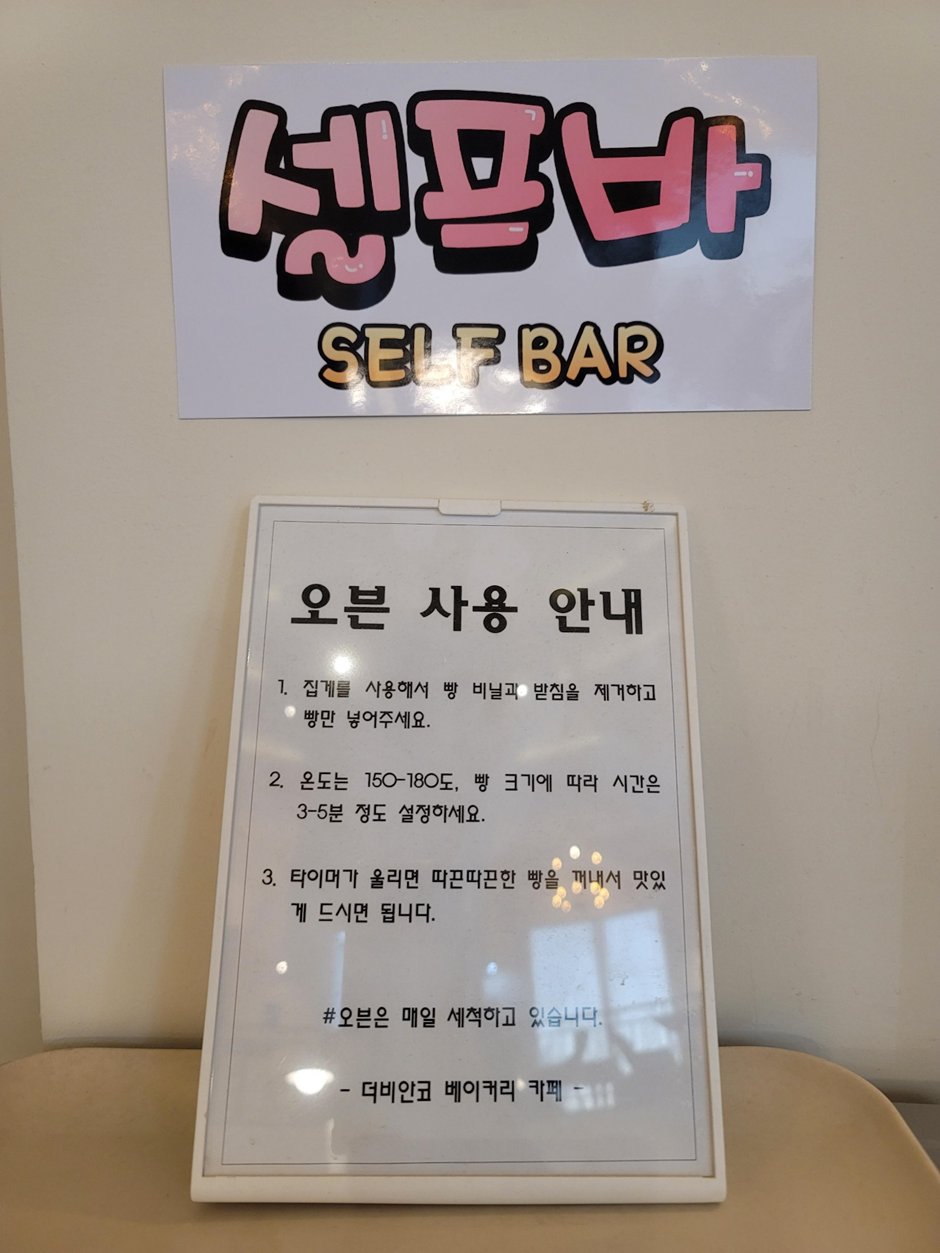 셀프바
SELF BAR
오븐 사용 안내
1. 집게를 사용해서 빵 비닐과 받침을 제거하고
빵만 넣어주세요.
2. 온도는 150-180도, 빵 크기에 따라 시간은
3-5분 정도 설정하세요.
3. 타이머가 울리면 따끈따끈한 빵을 꺼내서 맛있
게 드시면 됩니다.
#오븐은 매일 세척하고 있습니다.
- 더비안코 베이커리 카페 -